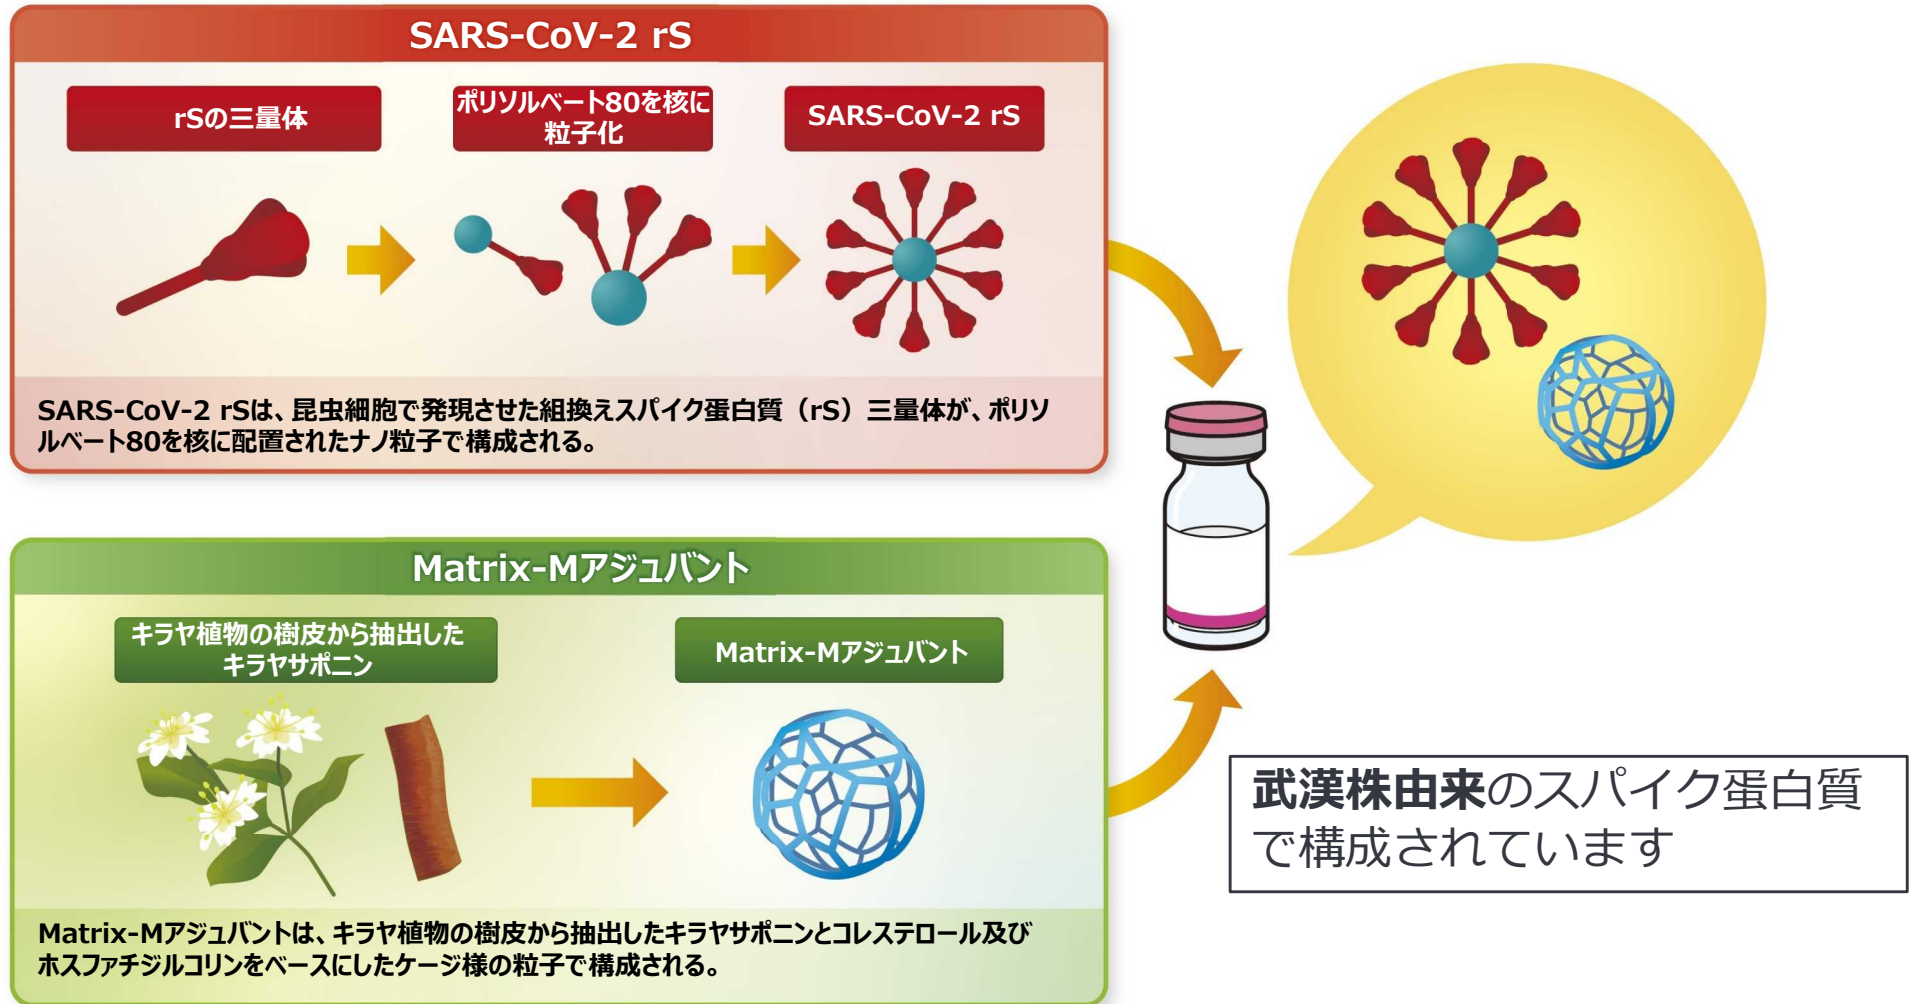 SARS-CoV-2 rS
rSの三量体
ポリソルベート80を核に
粒子化
SARS-CoV-2 rS
SARS-CoV-2 rSは、昆虫細胞で発現させた組換えスパイク蛋白質（rS）三量体が、ポリソ
ルベート80を核に配置されたナノ粒子で構成される。
Matrix-Mアジュバント
キラヤ植物の樹皮から抽出した
キラヤサポニン
Matrix-Mアジュバント
Matrix-Mアジュバントは、キラヤ植物の樹皮から抽出したキラヤサポニンとコレステロール及び
ホスファチジルコリンをベースにしたケージ様の粒子で構成される。
武漢株由来のスパイク蛋白質
で構成されています